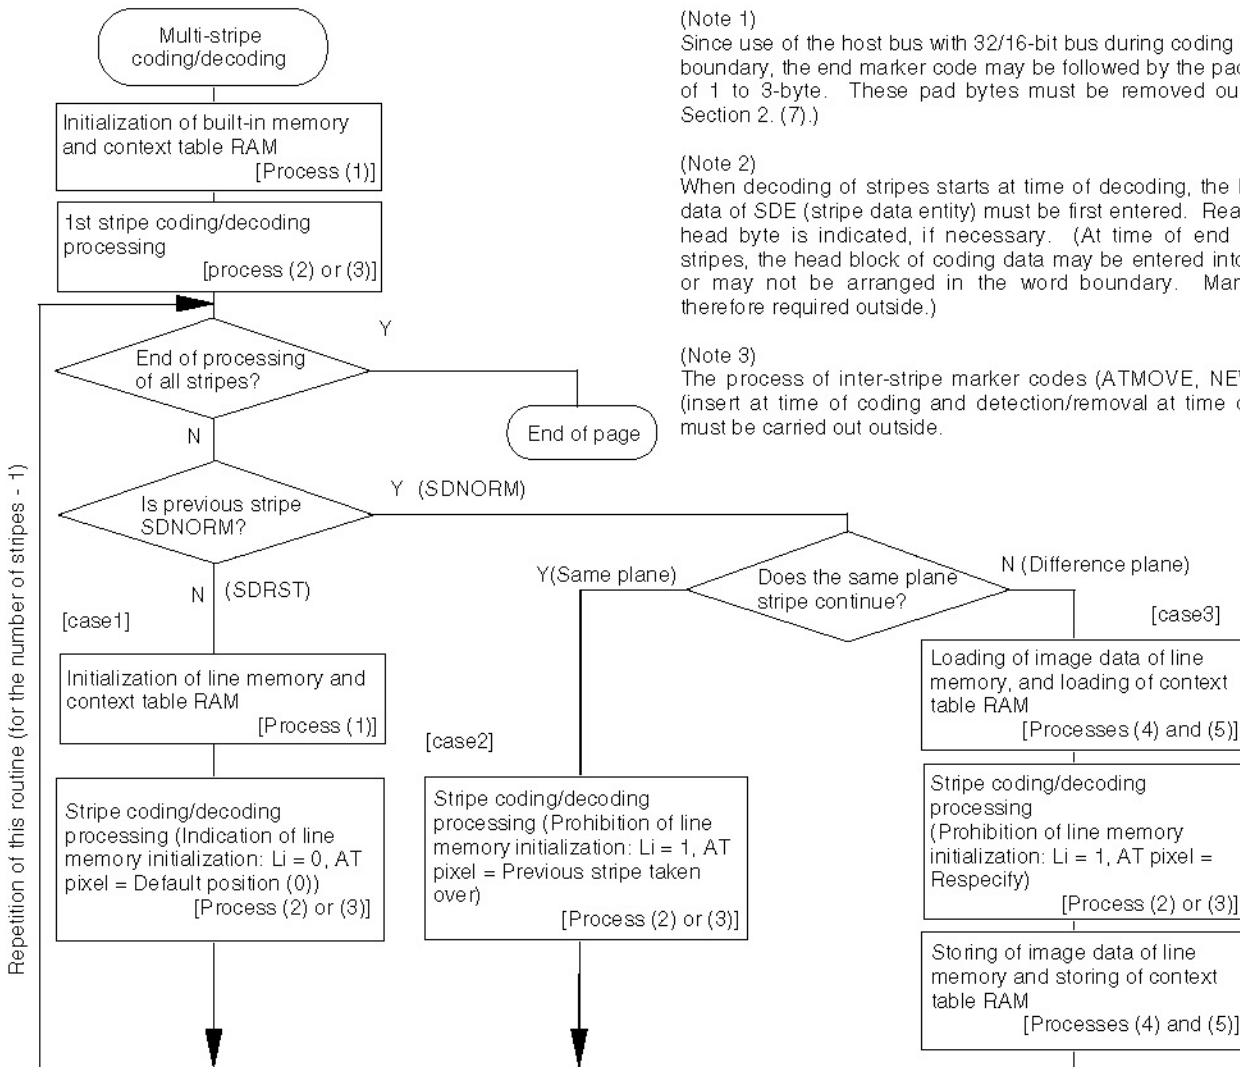 Multi-stripe
coding/decoding
Initialization of built-in memory
and context table RAM
[Process (1)]
1st stripe coding/decoding
processing
[process (2) or (3)]
End of processing
of all stripes?
Y
N
End of page
Is previous stripe
SDNORM?
Y (SDNORM)
N (SDRST)
Does the same plane
stripe continue?
Y(Same plane)
N (Difference plane)
[case1]
Initialization of line memory and
context table RAM
[Process (1)]
Stripe coding/decoding
processing (Indication of line
memory initialization: Li = 0, AT
pixel = Default position (0))
[Process (2) or (3)]
[case2]
Stripe coding/decoding
processing (Prohibition of line
memory initialization: Li = 1, AT
pixel = Previous stripe taken
over)
[Process (2) or (3)]
[case3]
Loading of image data of line
memory, and loading of context
table RAM
[Processes (4) and (5)]
Stripe coding/decoding
processing
(Prohibition of line memory
initialization: Li = 1, AT pixel =
Respecify)
[Process (2) or (3)]
Storing of image data of line
memory and storing of context
table RAM
[Processes (4) and (5)]
Repetition of this routine (for the number of stripes - 1)
(Note 1)
Since use of the host bus with 32/16-bit bus during coding
boundary, the end marker code may be followed by the
of 1 to 3-byte. These pad bytes must be removed
Section 2. (7).)
(Note 2)
When decoding of stripes starts at time of decoding, the
data of SDE (stripe data entity) must be first entered.
head byte is indicated, if necessary. (At time of end
stripes, the head block of coding data may be entered
or may not be arranged in the word boundary.
therefore required outside.)
(Note 3)
The process of inter-stripe marker codes (ATMOVE,
(insert at time of coding and detection/removal at time
must be carried out outside.